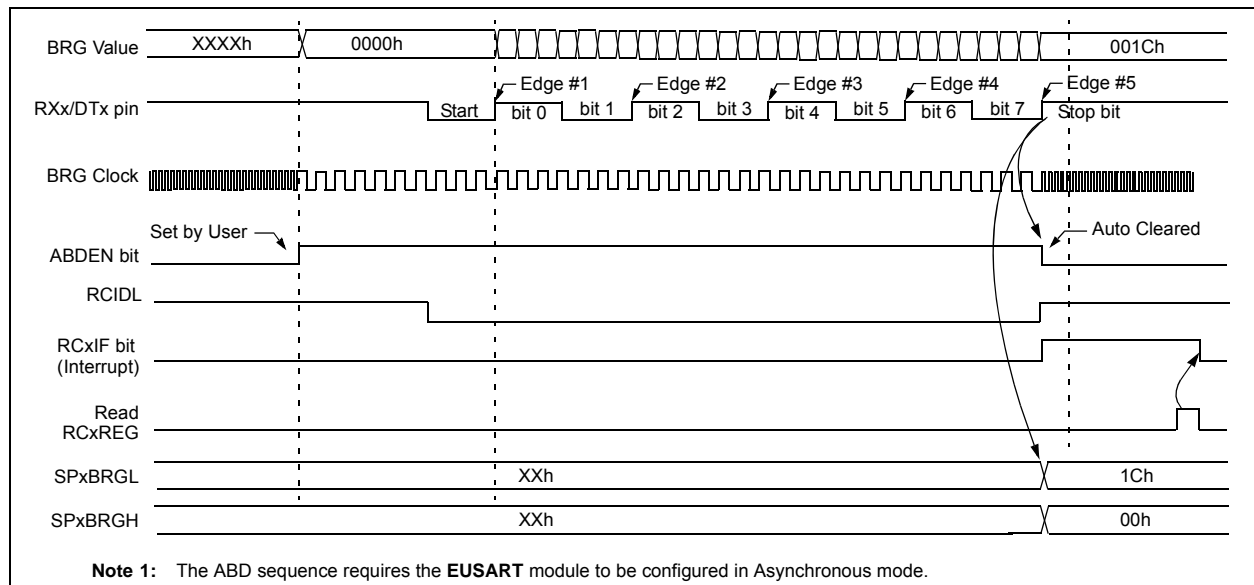 BRG Value XXXXh 0000h 001Ch
Edge #1 Edge #2 Edge #3 Edge #4 Edge #5
RXx/DTx pin Start bit 0 bit 1 bit 2 bit 3 bit 4 bit 5 bit 6 bit 7 Stop bit
BRG Clock
Set by User Auto Cleared
ABDEN bit
RCIDL
RCxIF bit
(Interrupt)
Read
RCxREG
SPxBRGL XXh 1Ch
SPxBRGH XXh 00h
Note 1: The ABD sequence requires the EUSART module to be configured in Asynchronous mode.